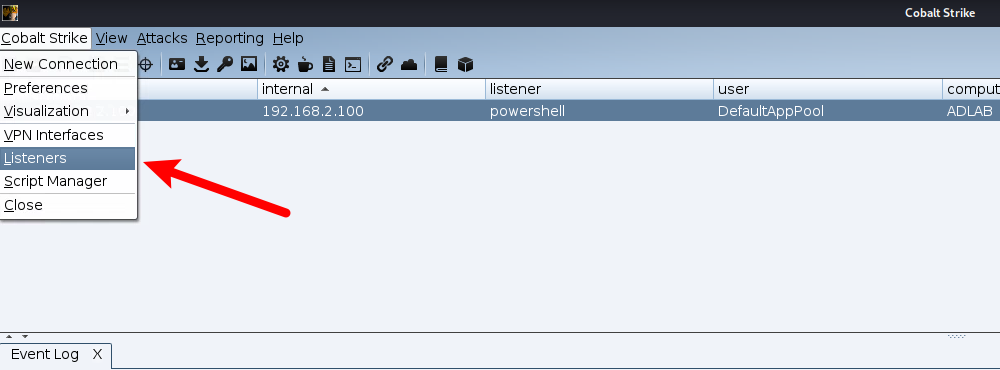 Cobalt Strike
Cobalt Strike View Attacks Reporting Help
New Connection
Preferences
internal listener user comput
Visualization
192.168.2.100 powershell DefaultAppPool ADLAB
VPN Interfaces
Listeners
Script Manager
Close
Event Log X